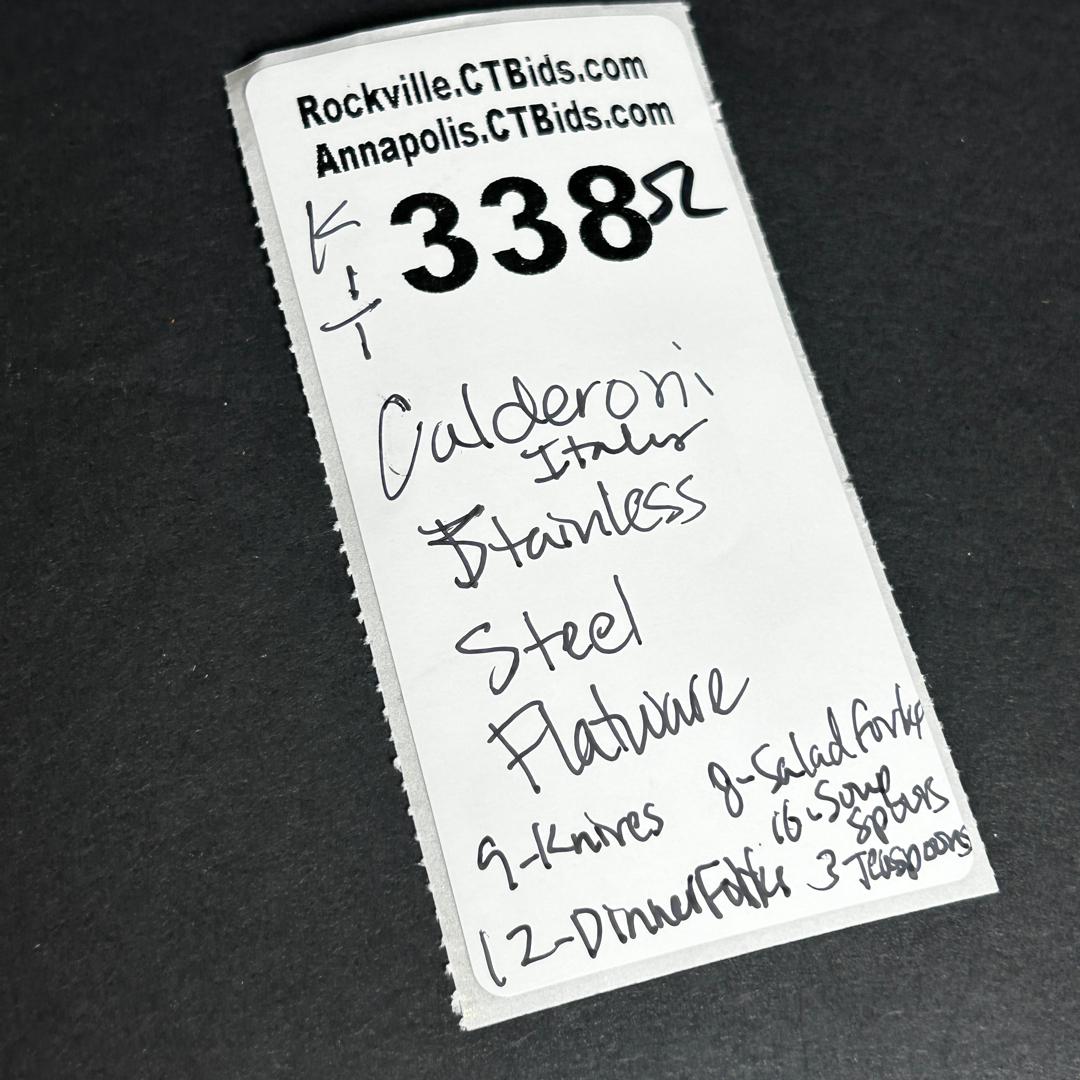 Rockville.CTBids.com
Annapolis.CTBids.com
338
K
T
Calderoni
Italy
Stainless
Steel
Flatware
9-Knives
8-Salad Forks
16-Soup
Spoons
12-Dinner Forks
3 Teaspoons